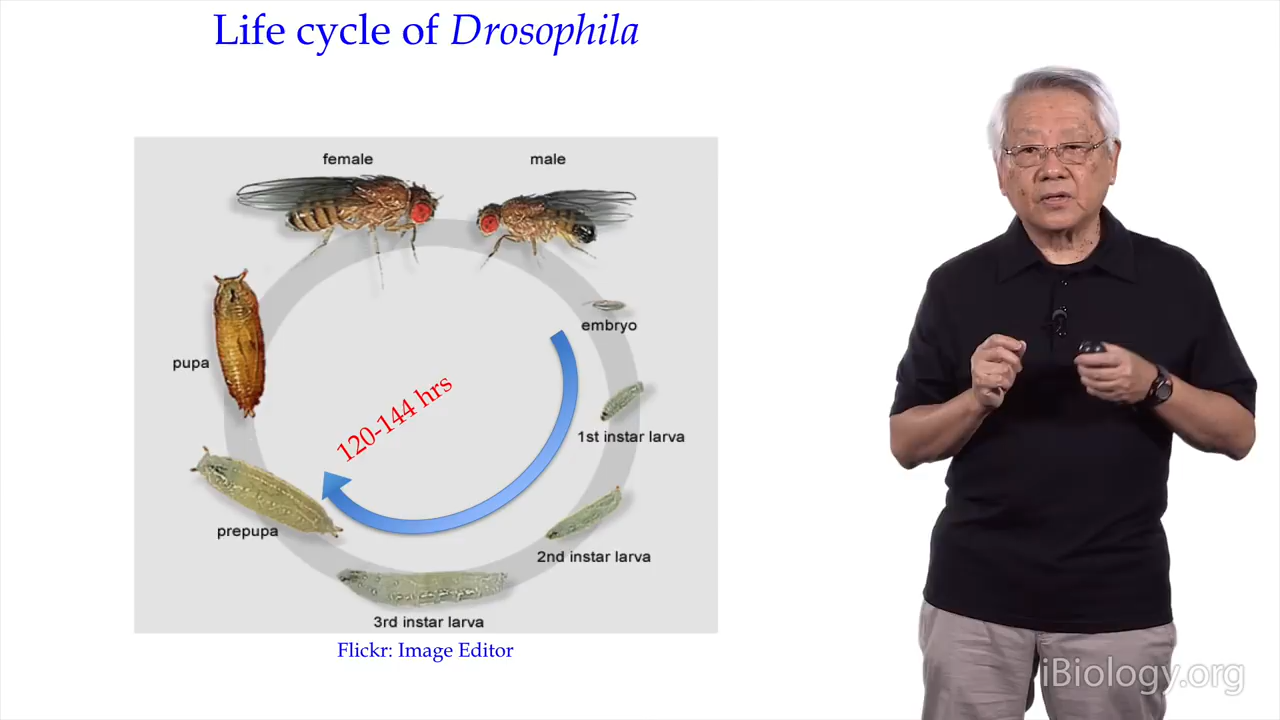 Life cycle of Drosophila
female
male
embryo
pupa
120-144 hrs
1st instar larva
prepupa
2nd instar larva
3rd instar larva
Flickr: Image Editor
iBiology.org